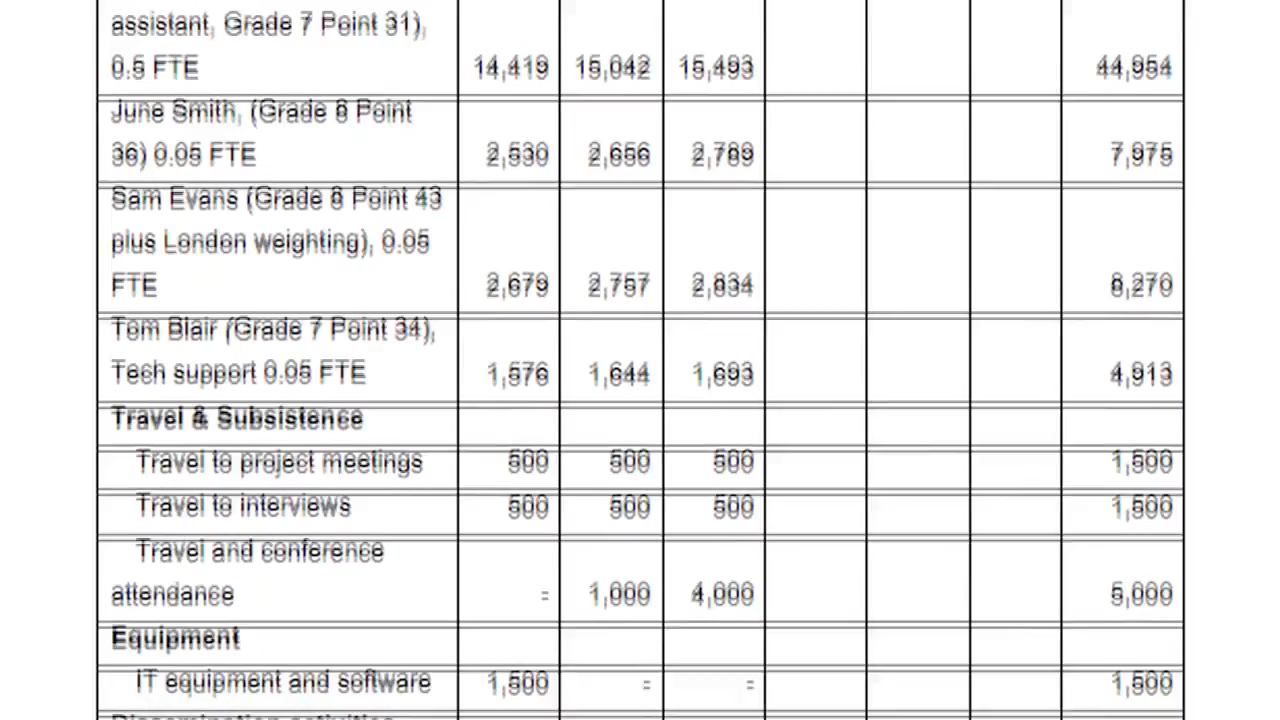 assistant, Grade 7 Point 31),
0.5 FTE 14,419 15,042 15,493 44,954
June Smith, (Grade 8 Point
36) 0.05 FTE 2,530 2,656 2,789 7,975
Sam Evans (Grade 8 Point 43
plus London weighting), 0.05
FTE 2,679 2,757 2,834 8,270
Tom Blair (Grade 7 Point 34),
Tech support 0.05 FTE 1,576 1,644 1,693 4,913
Travel & Subsistence
Travel to project meetings 500 500 500 1,500
Travel to interviews 500 500 500 1,500
Travel and conference
attendance - 1,000 4,000 5,000
Equipment
IT equipment and software 1,500 - - 1,500
Dissemination activities